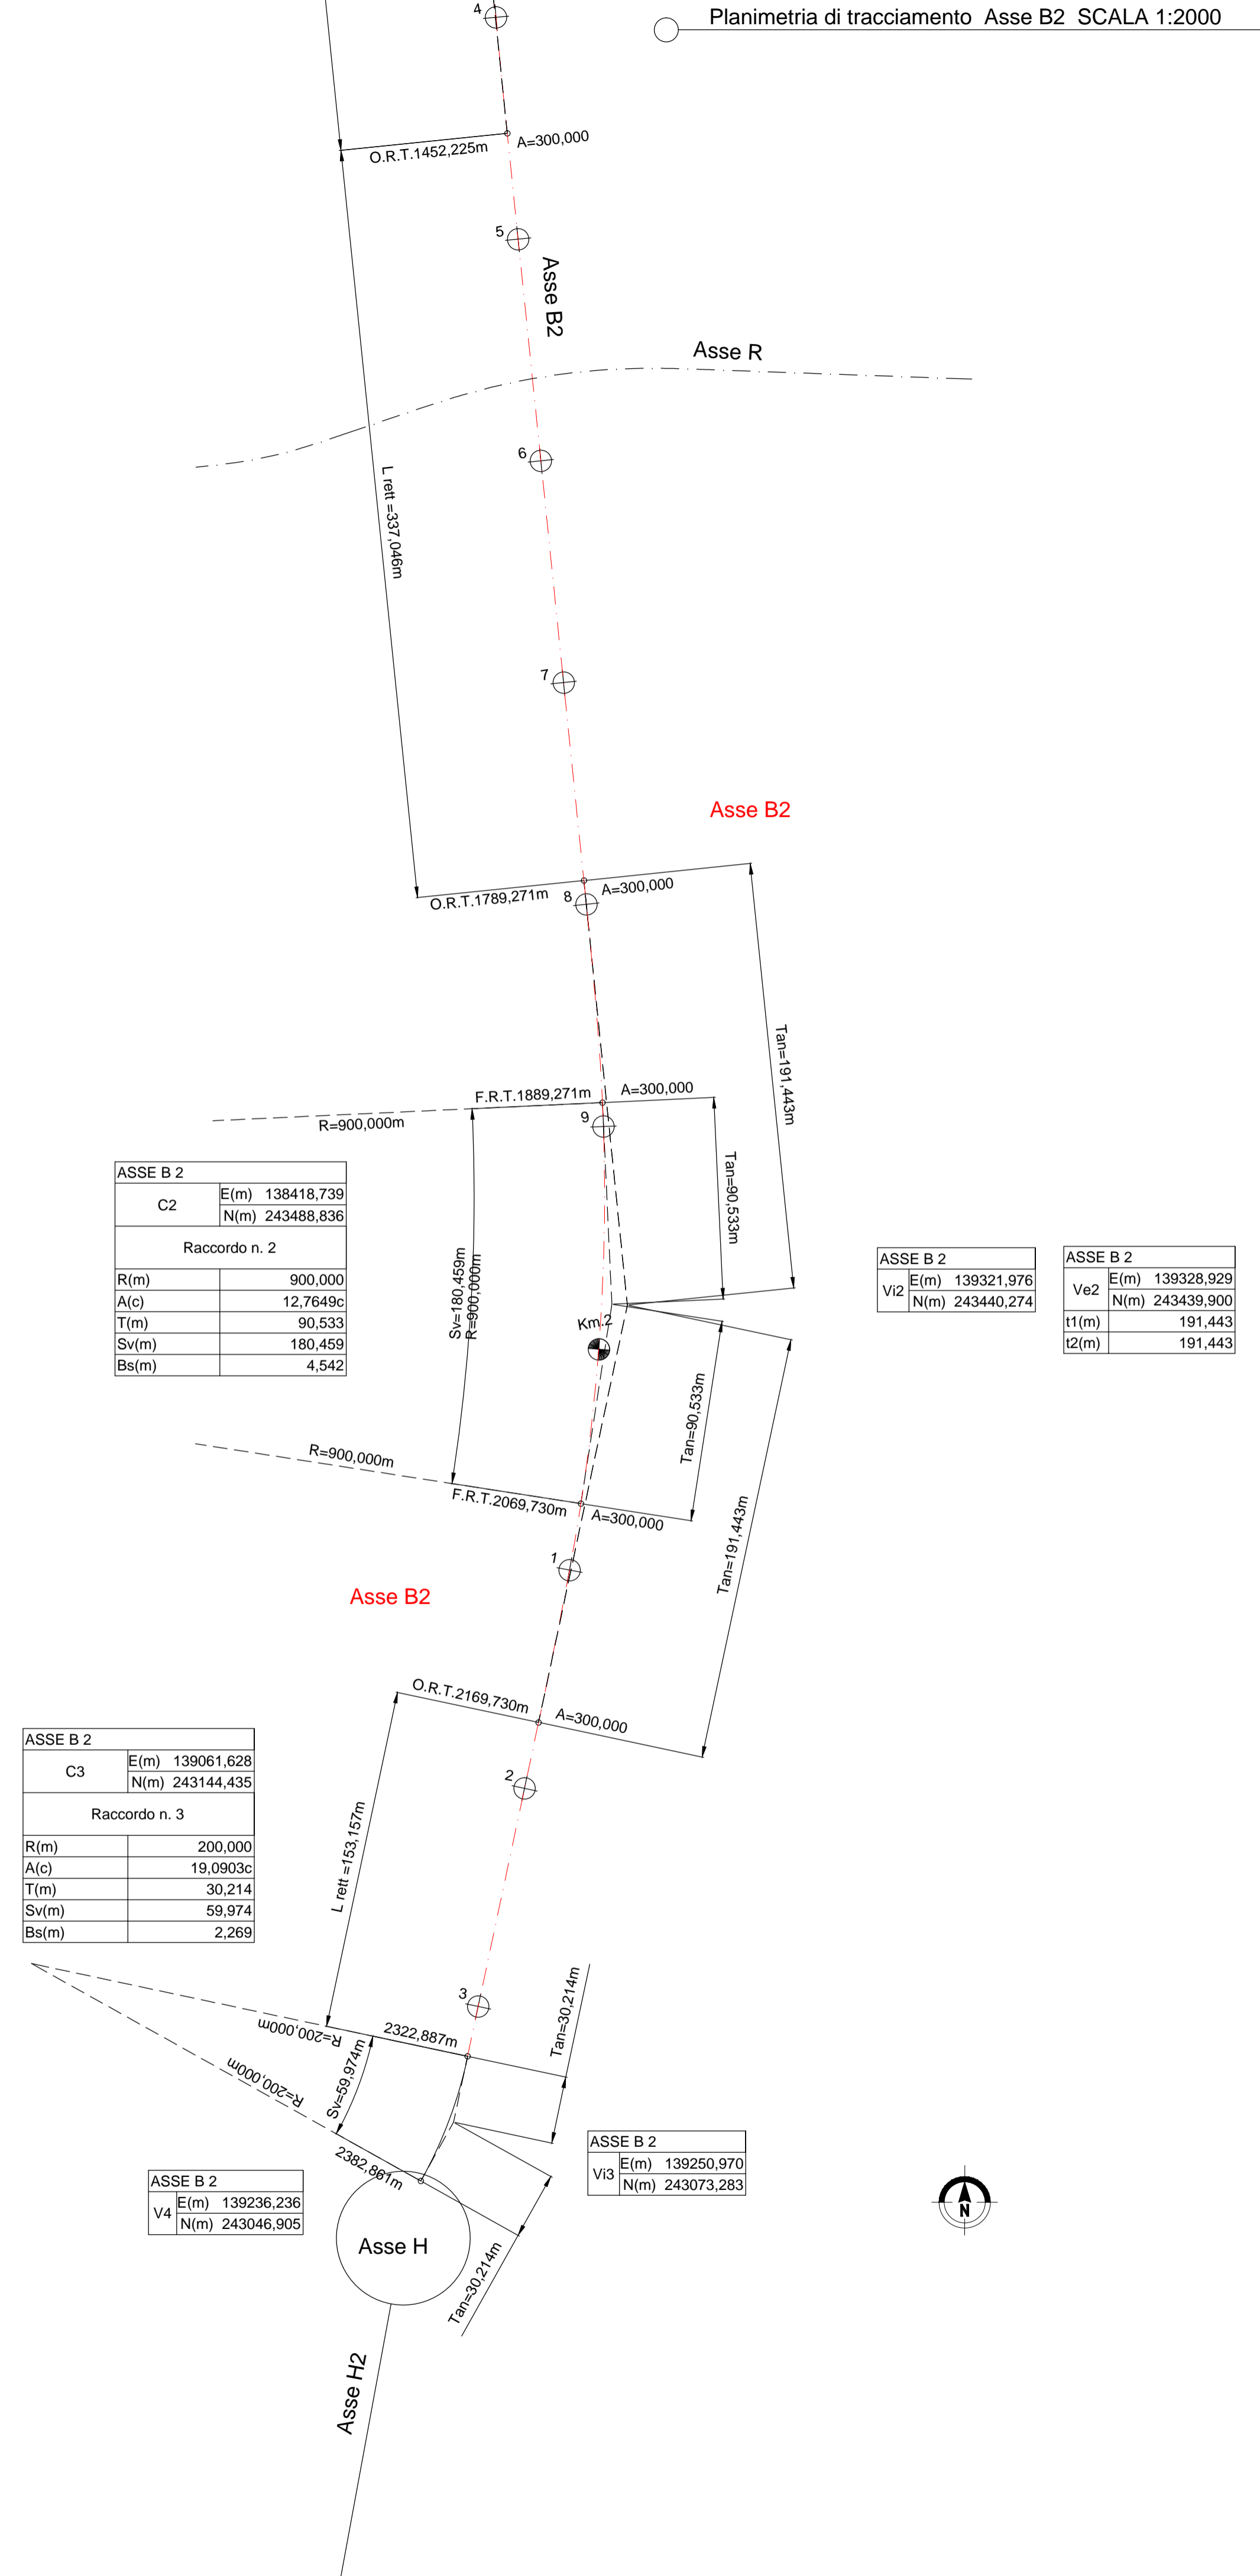 Planimetria di tracciamento Asse B2 SCALA 1:2000
4
O.R.T.1452,225m
A=300,000
5
Asse B2
Asse R
6
L rett =337,046m
7
Asse B2
O.R.T.1789,271m
8
A=300,000
Tan=191,443m
F.R.T.1889,271m
A=300,000
R=900,000m
9
Tan=90,533m
ASSE B 2
C2
E(m) 138418,739
N(m) 243488,836
Raccordo n. 2
R(m) 900,000
A(c) 12,7649c
T(m) 90,533
Sv(m) 180,459
Bs(m) 4,542
Sv=180,459m
R=900,000m
ASSE B 2
Vi2
E(m) 139321,976
N(m) 243440,274
ASSE B 2
Ve2
E(m) 139328,929
N(m) 243439,900
t1(m) 191,443
t2(m) 191,443
Km.2
Tan=90,533m
R=900,000m
F.R.T.2069,730m
A=300,000
Tan=191,443m
1
Asse B2
O.R.T.2169,730m
A=300,000
2
ASSE B 2
C3
E(m) 139061,628
N(m) 243144,435
Raccordo n. 3
R(m) 200,000
A(c) 19,0903c
T(m) 30,214
Sv(m) 59,974
Bs(m) 2,269
L rett =153,157m
3
2322,887m
R=200,000m
Tan=30,214m
R=200,000m
Sv=59,974m
2382,861m
ASSE B 2
Vi3
E(m) 139250,970
N(m) 243073,283
ASSE B 2
V4
E(m) 139236,236
N(m) 243046,905
Asse H
Tan=30,214m
N
Asse H2